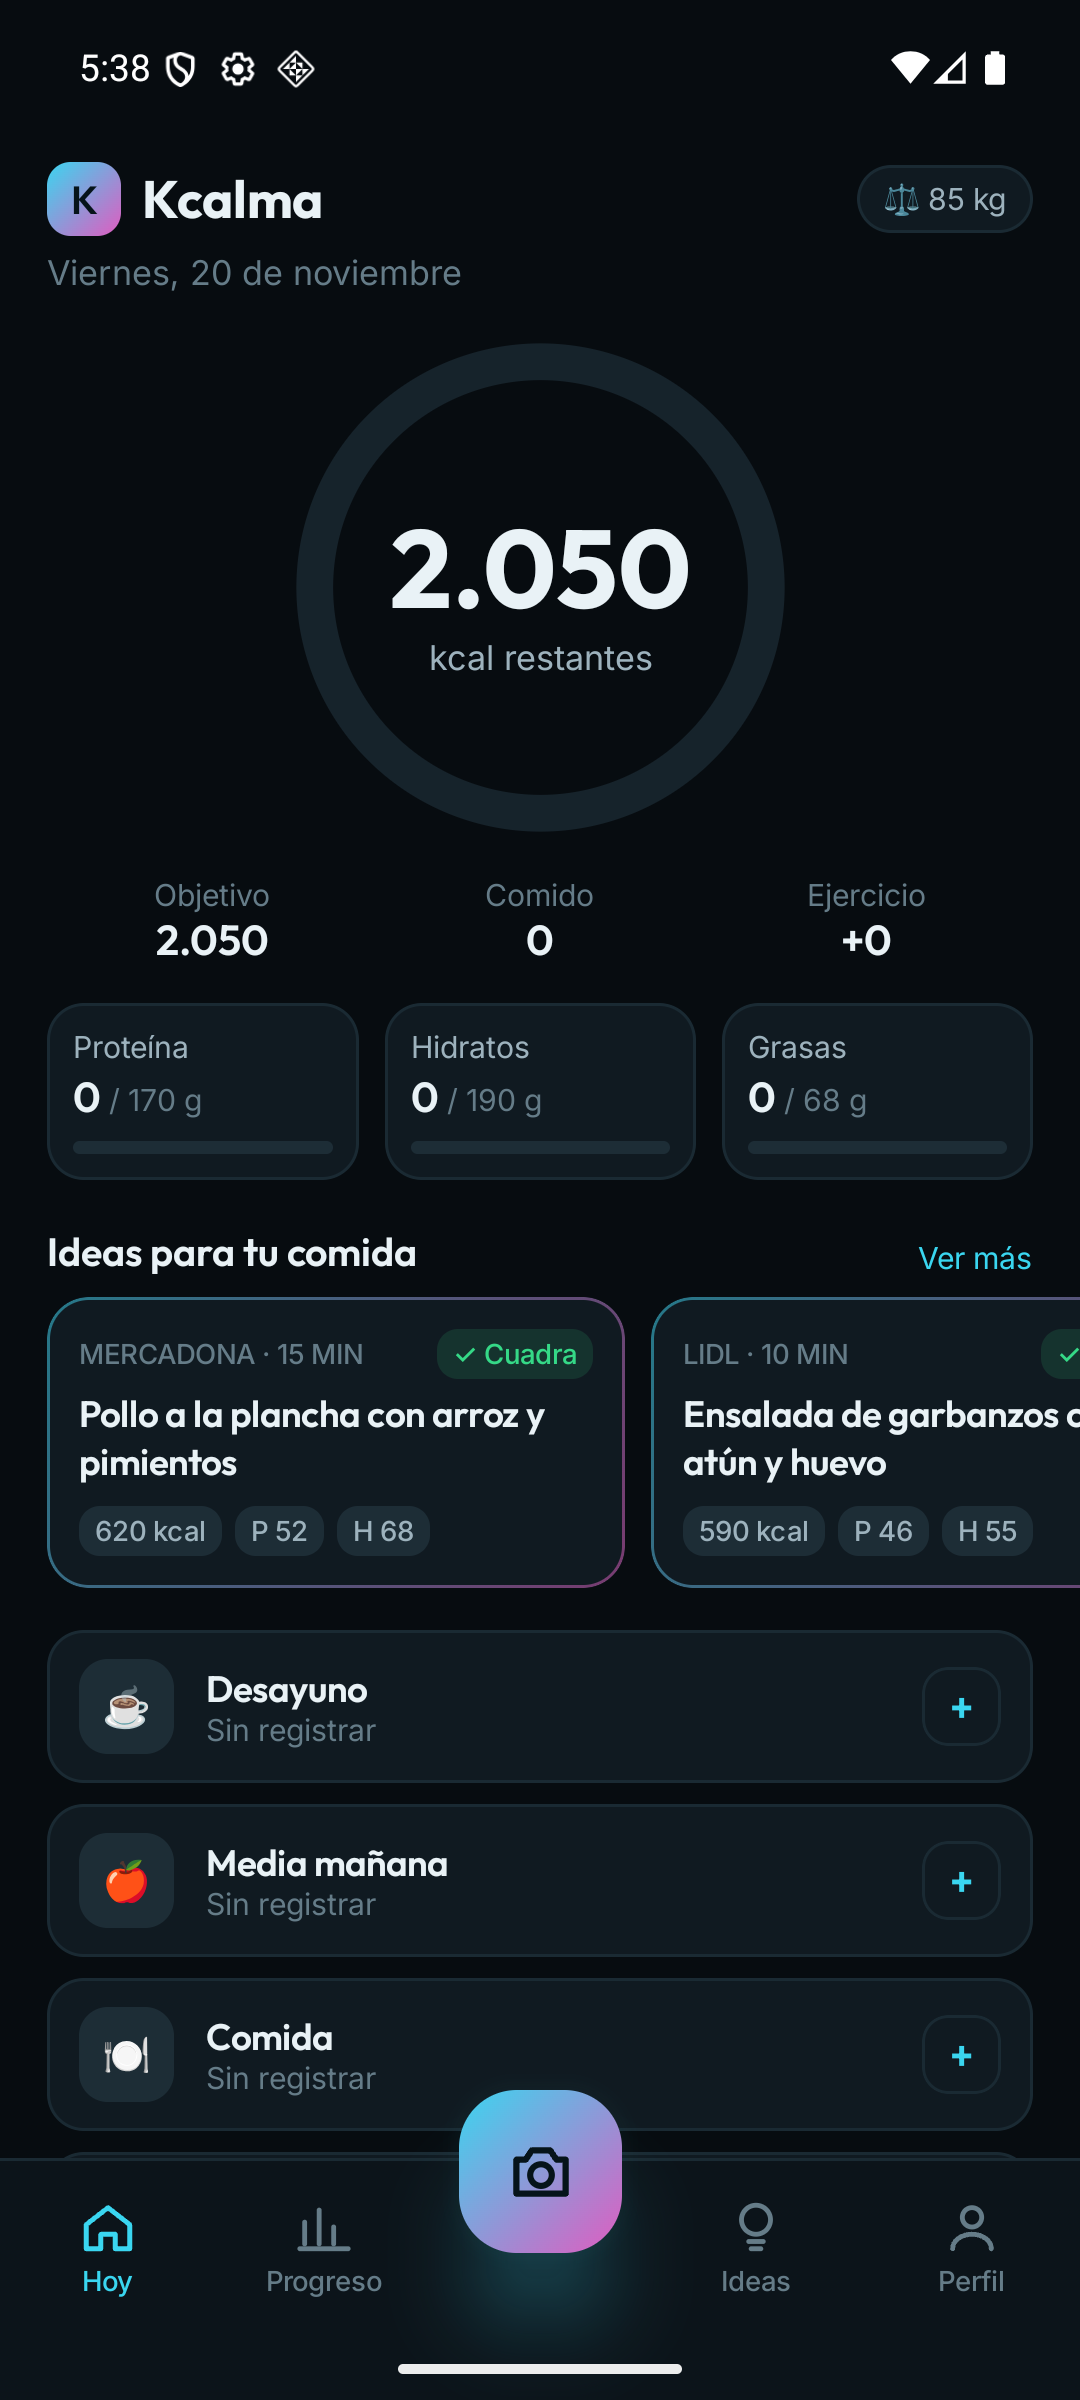 5:38
K
Kcalma
85 kg
Viernes, 20 de noviembre
2.050
kcal restantes
Objetivo
2.050
Comido
0
Ejercicio
+0
Proteína
0 / 170 g
Hidratos
0 / 190 g
Grasas
0 / 68 g
Ideas para tu comida
Ver más
MERCADONA · 15 MIN
✓ Cuadra
Pollo a la plancha con arroz y
pimientos
620 kcal
P 52
H 68
LIDL · 10 MIN
✓
Ensalada de garbanzos
atún y huevo
590 kcal
P 46
H 55
Desayuno
Sin registrar
+
Media mañana
Sin registrar
+
Comida
Sin registrar
+
Hoy
Progreso
Ideas
Perfil